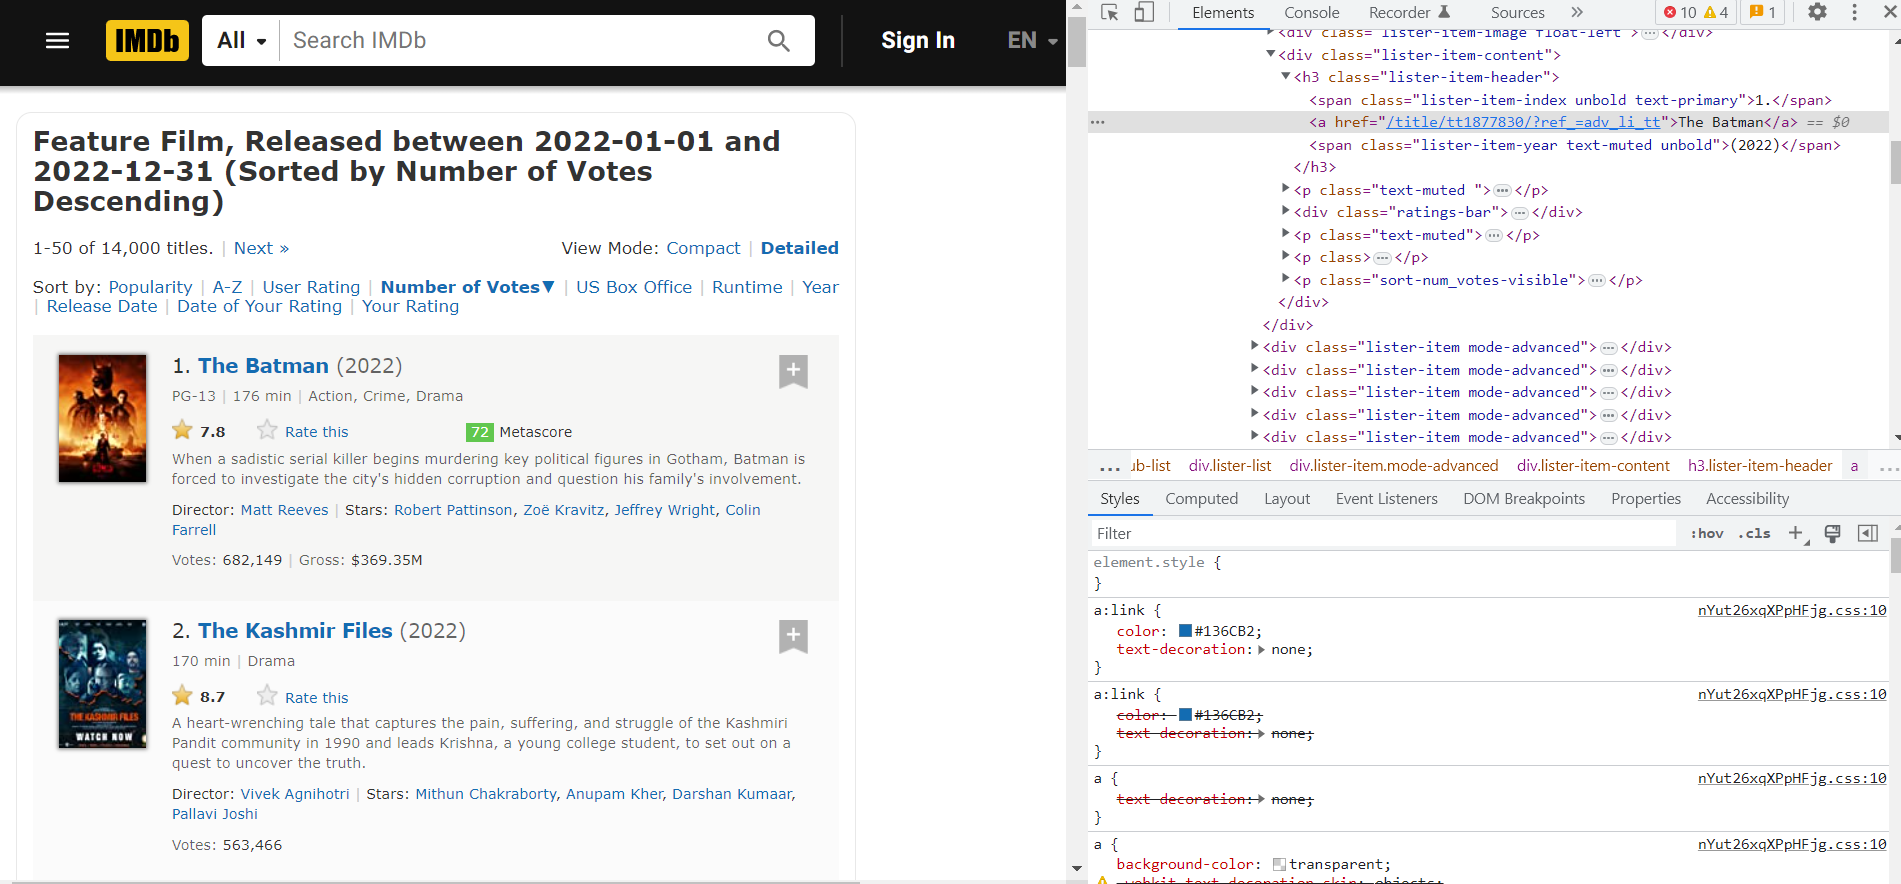 IMDb All Search IMDb Sign In EN
Feature Film, Released between 2022-01-01 and
2022-12-31 (Sorted by Number of Votes
Descending)
1-50 of 14,000 titles. | Next » View Mode: Compact | Detailed
Sort by: Popularity | A-Z | User Rating | Number of Votes▼ | US Box Office | Runtime | Year
| Release Date | Date of Your Rating | Your Rating
1. The Batman (2022)
PG-13 | 176 min | Action, Crime, Drama
7.8 Rate this 72 Metascore
When a sadistic serial killer begins murdering key political figures in Gotham, Batman is
forced to investigate the city's hidden corruption and question his family's involvement.
Director: Matt Reeves | Stars: Robert Pattinson, Zoë Kravitz, Jeffrey Wright, Colin
Farrell
Votes: 682,149 | Gross: $369.35M
THE KASHMIR FILES
WATCH NOW
2. The Kashmir Files (2022)
170 min | Drama
8.7 Rate this
A heart-wrenching tale that captures the pain, suffering, and struggle of the Kashmiri
Pandit community in 1990 and leads Krishna, a young college student, to set out on a
quest to uncover the truth.
Director: Vivek Agnihotri | Stars: Mithun Chakraborty, Anupam Kher, Darshan Kumaar,
Pallavi Joshi
Votes: 563,466
Elements Console Recorder Sources » 10 4 1
<div class="lister-item-image float-left">…</div>
<div class="lister-item-content">
<h3 class="lister-item-header">
<span class="lister-item-index unbold text-primary">1.</span>
<a href="/title/tt1877830/?ref_=adv_li_tt">The Batman</a> == $0
<span class="lister-item-year text-muted unbold">(2022)</span>
</h3>
<p class="text-muted ">…</p>
<div class="ratings-bar">…</div>
<p class="text-muted">…</p>
<p class>…</p>
<p class="sort-num_votes-visible">…</p>
</div>
</div>
<div class="lister-item mode-advanced">…</div>
<div class="lister-item mode-advanced">…</div>
<div class="lister-item mode-advanced">…</div>
<div class="lister-item mode-advanced">…</div>
<div class="lister-item mode-advanced">…</div>
... ub-list div.lister-list div.lister-item.mode-advanced div.lister-item-content h3.lister-item-header a ...
Styles Computed Layout Event Listeners DOM Breakpoints Properties Accessibility
Filter :hov .cls +
element.style {
}
a:link { nYut26xqXPpHFjg.css:10
color: #136CB2;
text-decoration: none;
}
a:link { nYut26xqXPpHFjg.css:10
color: #136CB2;
text-decoration: none;
}
a { nYut26xqXPpHFjg.css:10
text-decoration: none;
}
a { nYut26xqXPpHFjg.css:10
background-color: transparent;
-webkit-text-decoration-skip: objects;